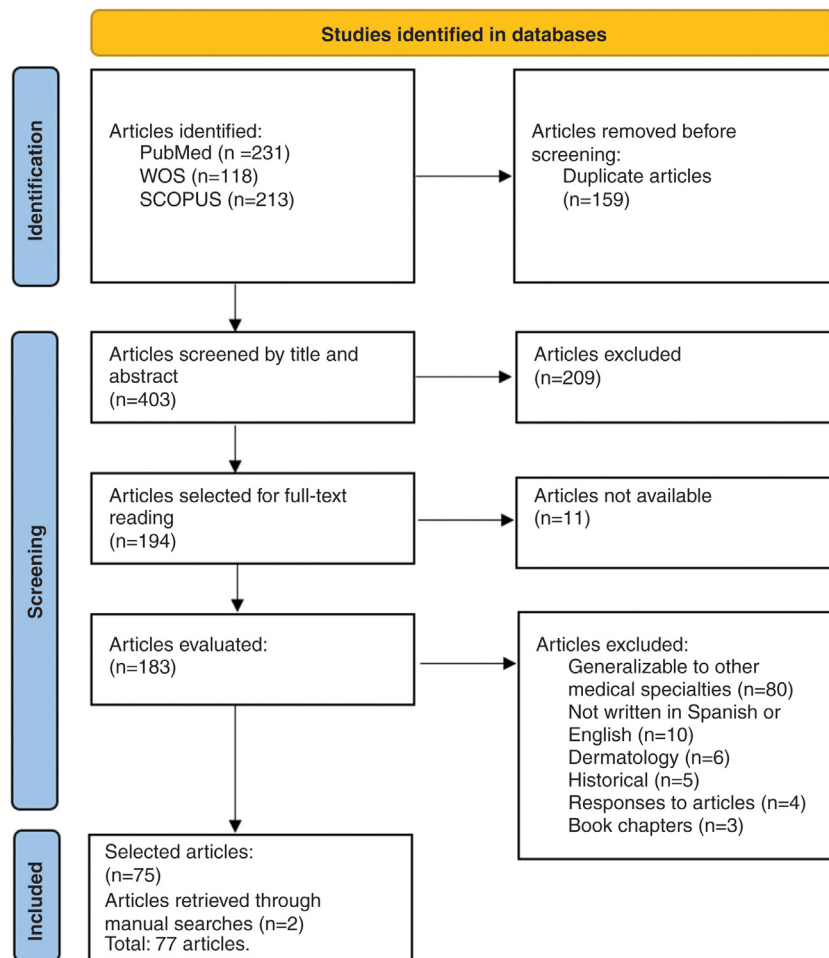 Studies identified in databases
Identification
Articles identified:
PubMed (n =231)
WOS (n=118)
SCOPUS (n=213)
Articles removed before
screening:
Duplicate articles
(n=159)
Screening
Articles screened by title and
abstract
(n=403)
Articles excluded
(n=209)
Articles selected for full-text
reading
(n=194)
Articles not available
(n=11)
Articles evaluated:
(n=183)
Articles excluded:
Generalizable to other
medical specialties (n=80)
Not written in Spanish or
English (n=10)
Dermatology (n=6)
Historical (n=5)
Responses to articles (n=4)
Book chapters (n=3)
Included
Selected articles:
(n=75)
Articles retrieved through
manual searches (n=2)
Total: 77 articles.